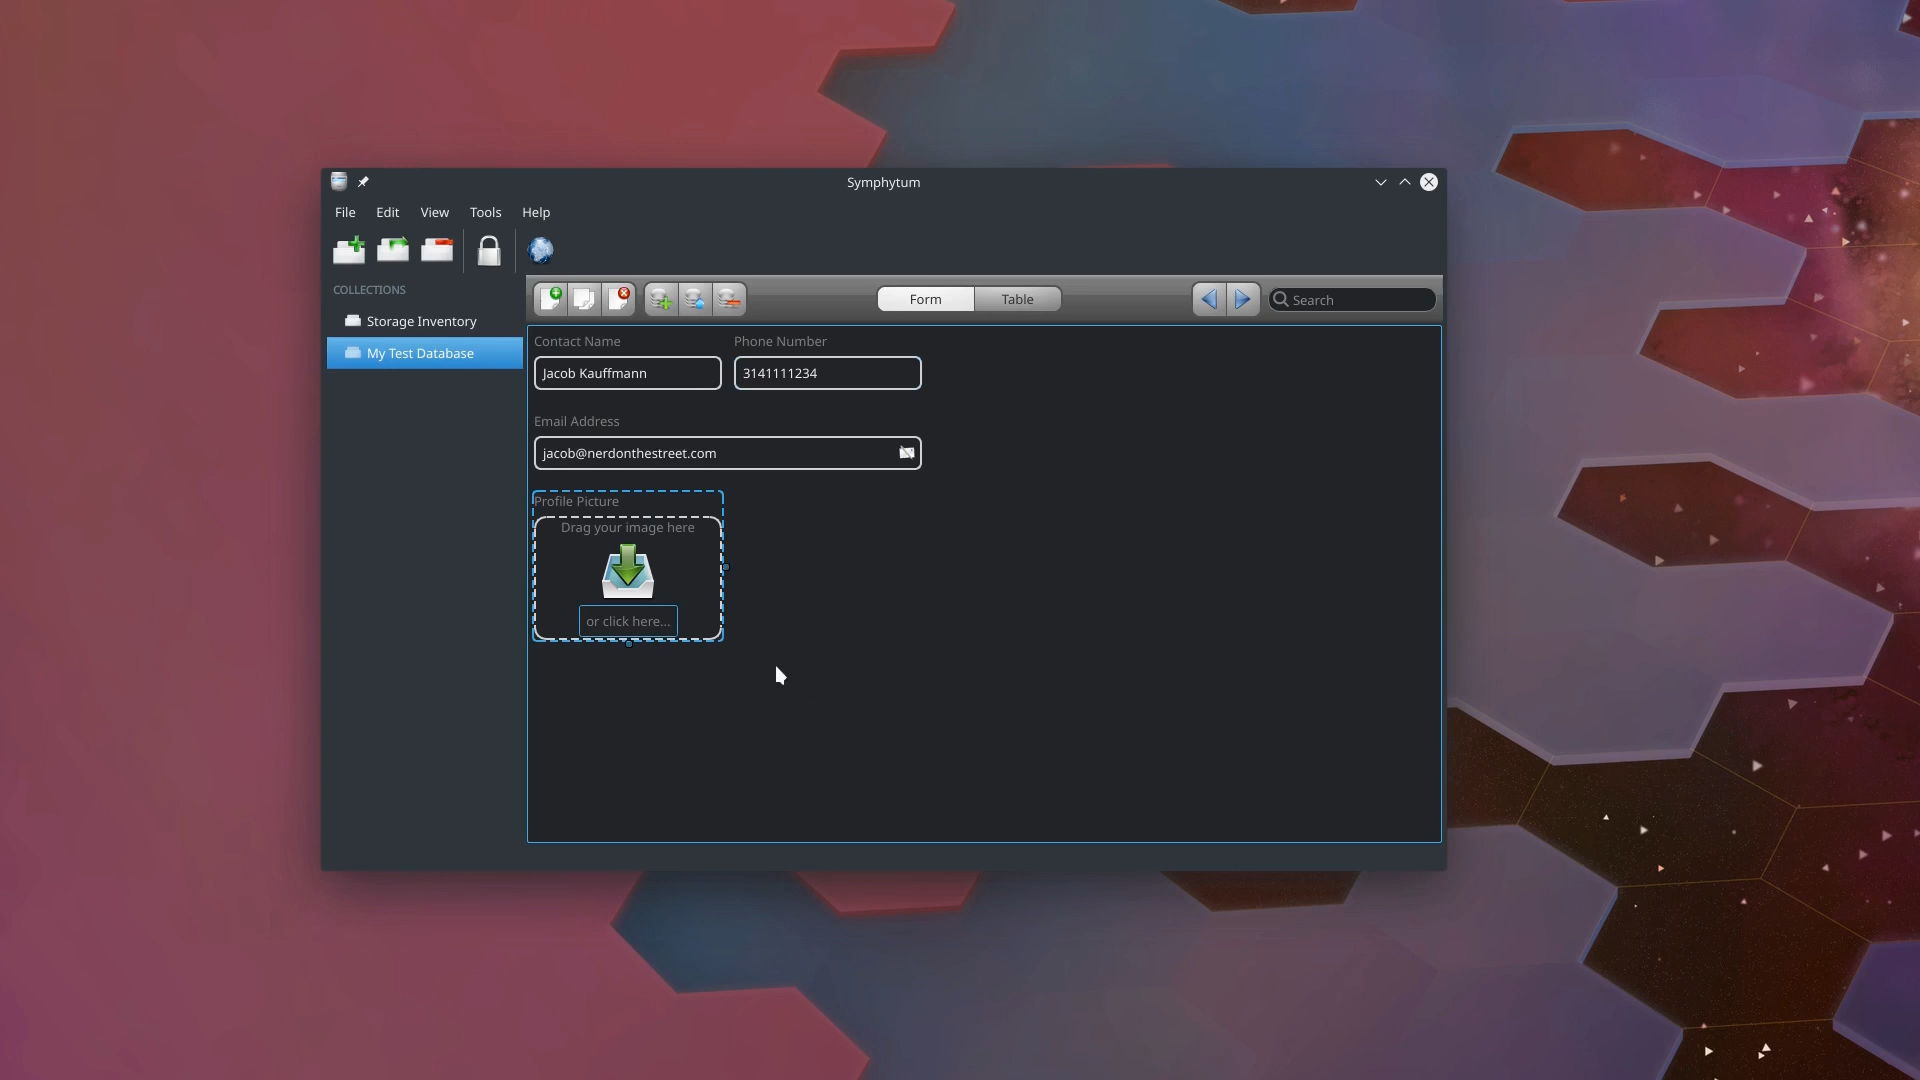 Symphytum
File Edit View Tools Help
COLLECTIONS
Storage Inventory
My Test Database
Form Table
Search
Contact Name Phone Number
Jacob Kauffmann 3141111234
Email Address
jacob@nerdonthestreet.com
Profile Picture
Drag your image here
or click here...